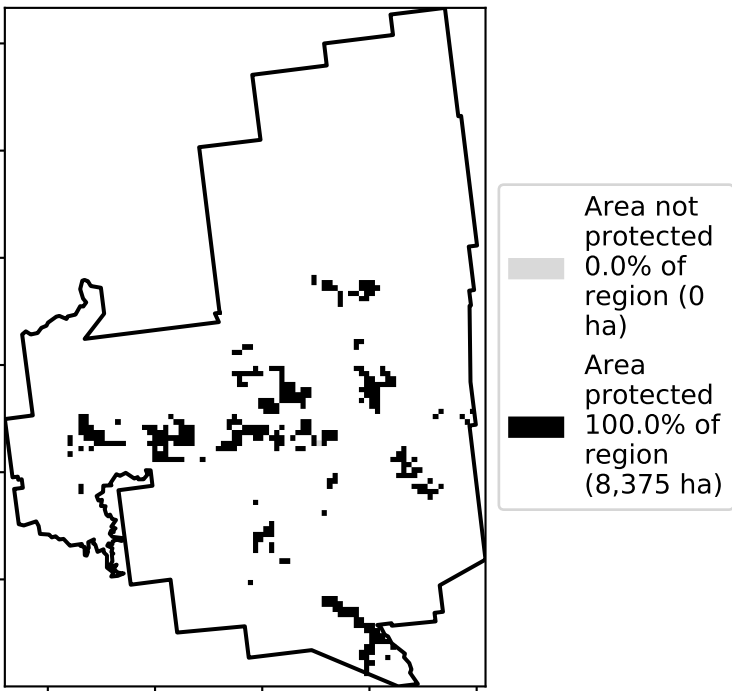 Area not
protected
0.0% of
region (0
ha)
Area
protected
100.0% of
region
(8,375 ha)